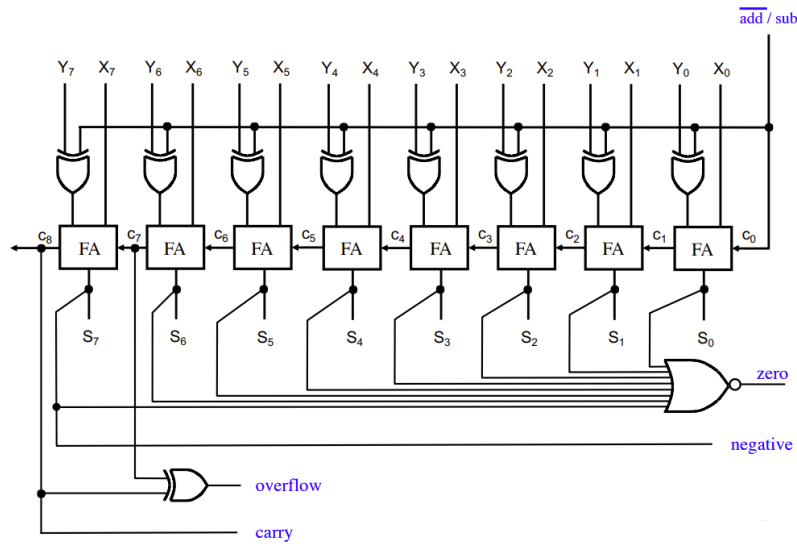 add / sub
Y7 X7 Y6 X6 Y5 X5 Y4 X4 Y3 X3 Y2 X2 Y1 X1 Y0 X0
c8 FA c7 FA c6 FA c5 FA c4 FA c3 FA c2 FA c1 FA c0
S7 S6 S5 S4 S3 S2 S1 S0
zero
negative
overflow
carry